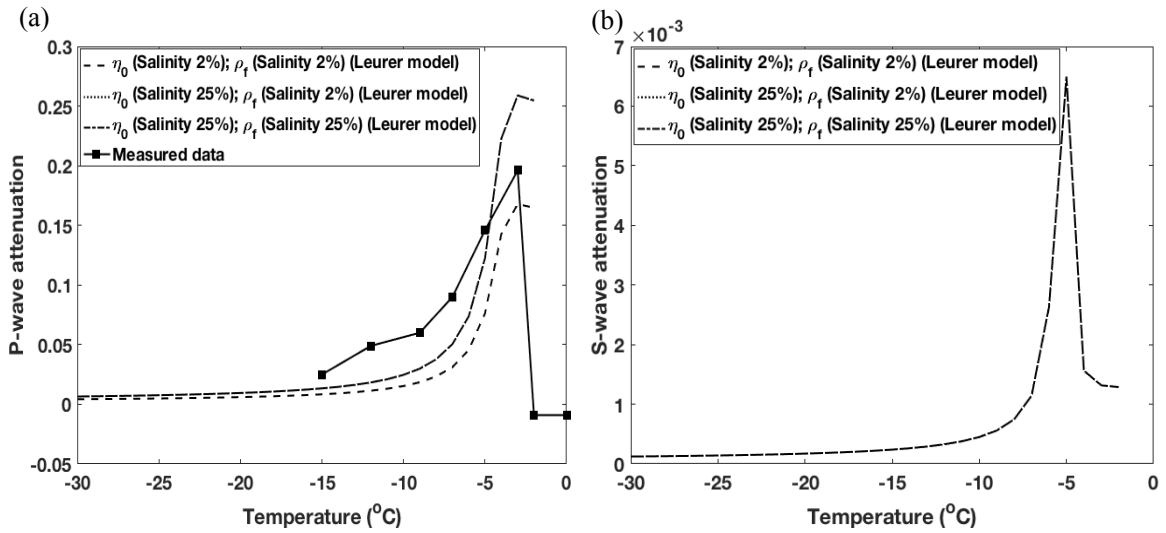 (a)
0.3
0.25
0.2
0.15
0.1
0.05
0
-0.05
P-wave attenuation
η0 (Salinity 2%); ρf (Salinity 2%) (Leurer model)
η0 (Salinity 25%); ρf (Salinity 2%) (Leurer model)
η0 (Salinity 25%); ρf (Salinity 25%) (Leurer model)
Measured data
-30 -25 -20 -15 -10 -5 0
Temperature (°C)
(b)
×10⁻³
7
6
5
4
3
2
1
0
S-wave attenuation
η0 (Salinity 2%); ρf (Salinity 2%) (Leurer model)
η0 (Salinity 25%); ρf (Salinity 2%) (Leurer model)
η0 (Salinity 25%); ρf (Salinity 25%) (Leurer model)
-30 -25 -20 -15 -10 -5 0
Temperature (°C)